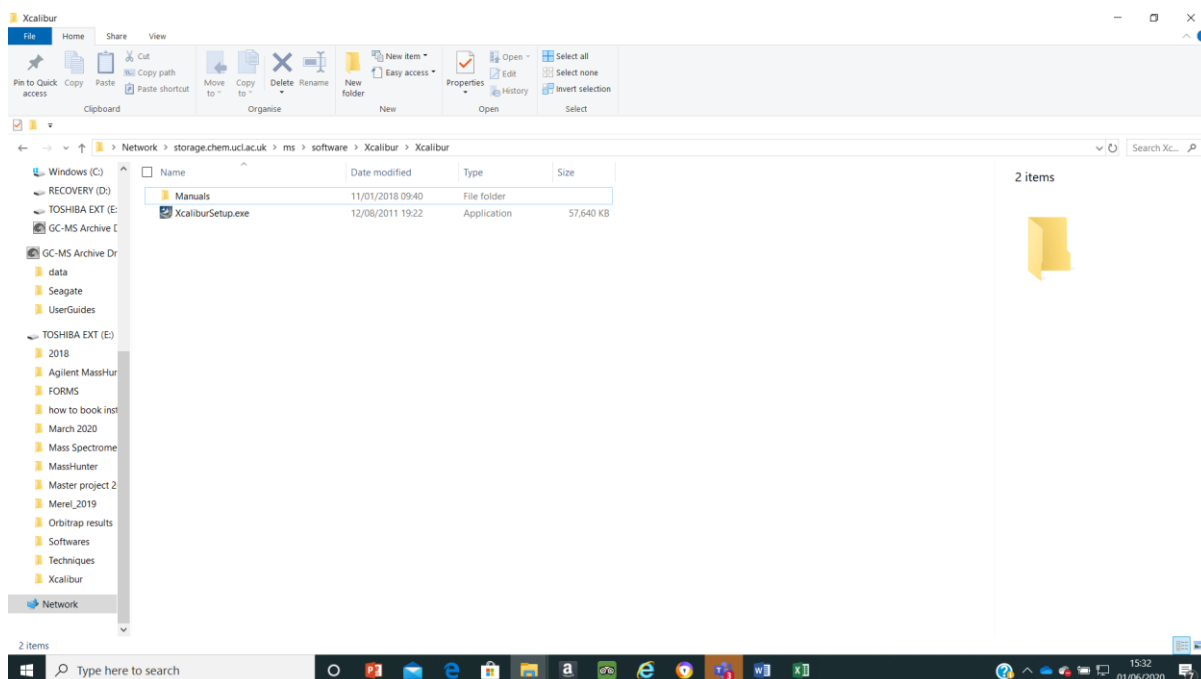 Xcalibur
File Home Share View
Pin to Quick access
Copy
Paste
Cut
Copy path
Paste shortcut
Clipboard
Move to
Copy to
Delete
Rename
Organise
New folder
New item
Easy access
New
Properties
Open
Edit
History
Open
Select all
Select none
Invert selection
Select
> Network > storage.chem.ucl.ac.uk > ms > software > Xcalibur > Xcalibur
Search Xc...
Windows (C:)
RECOVERY (D:)
TOSHIBA EXT (E:
GC-MS Archive D
GC-MS Archive Dr
data
Seagate
UserGuides
TOSHIBA EXT (E:)
2018
Agilent MassHur
FORMS
how to book inst
March 2020
Mass Spectrome
MassHunter
Master project 2
Merel_2019
Orbitrap results
Softwares
Techniques
Xcalibur
Network
Name Date modified Type Size
Manuals 11/01/2018 09:40 File folder
XcaliburSetup.exe 12/08/2011 19:22 Application 57,640 KB
2 items
2 items
Type here to search
15:32
01/06/2020